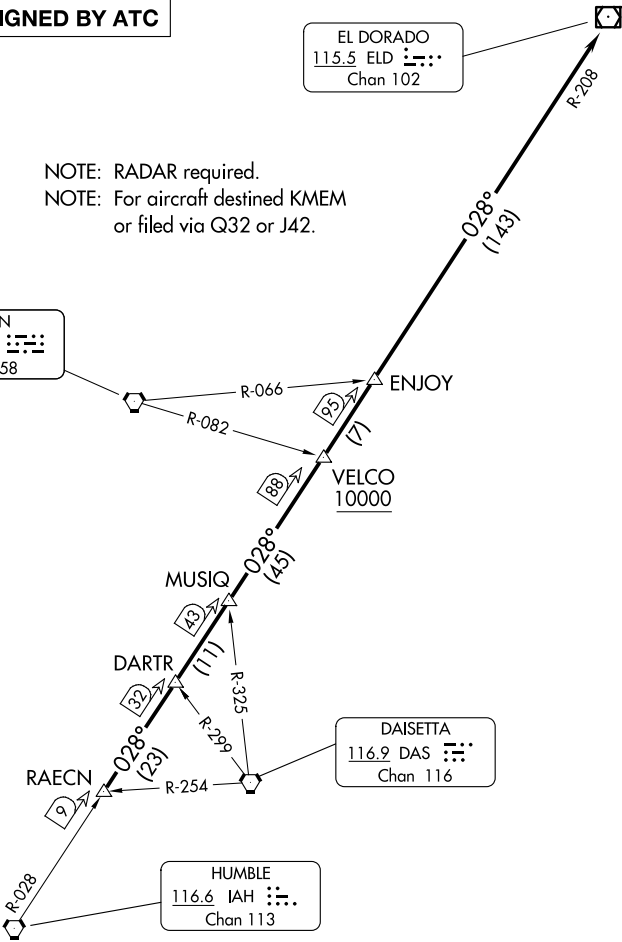 IGNED BY ATC
EL DORADO
115.5 ELD
Chan 102
R-208
NOTE: RADAR required.
NOTE: For aircraft destined KMEM
or filed via Q32 or J42.
028°
(143)
N
58
R-066
R-082
95
ENJOY
(7)
88
VELCO
10000
028°
(45)
MUSIQ
43
(11)
DARTR
32
R-325
R-299
028°
(23)
RAECN
9
R-254
DAISETTA
116.9 DAS
Chan 116
R-028
HUMBLE
116.6 IAH
Chan 113